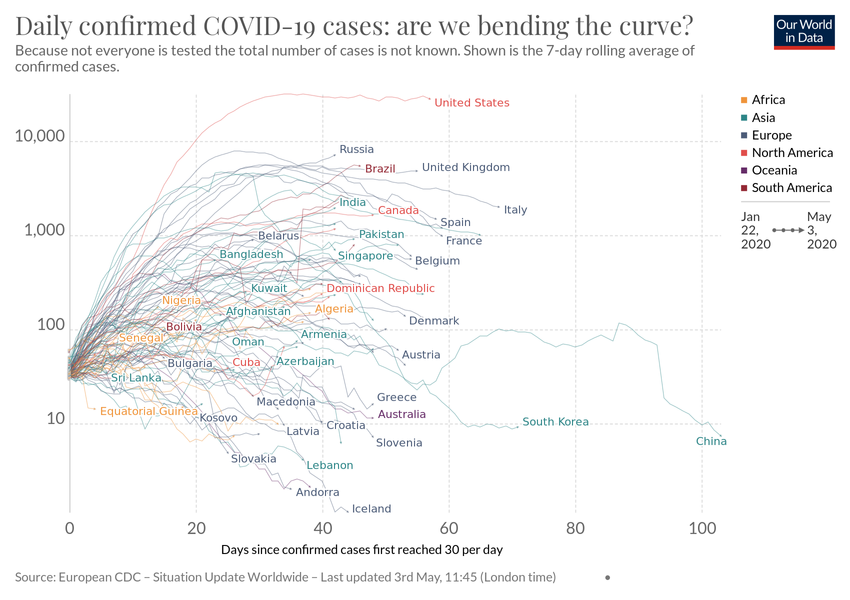 Daily confirmed COVID-19 cases: are we bending the curve?
Because not everyone is tested the total number of cases is not known. Shown is the 7-day rolling average of
confirmed cases.
Our World
in Data
Africa
Asia
Europe
North America
Oceania
South America
Jan
22,
2020
May
3,
2020
10,000
1,000
100
10
United States
Russia
Brazil
United Kingdom
India
Canada
Italy
Spain
Belarus
Pakistan
France
Bangladesh
Singapore
Belgium
Kuwait
Dominican Republic
Nigeria
Afghanistan
Algeria
Denmark
Bolivia
Senegal
Oman
Armenia
Bulgaria
Cuba
Azerbaijan
Austria
Sri Lanka
Macedonia
Greece
Equatorial Guinea
Kosovo
Australia
Latvia
Croatia
South Korea
Slovenia
China
Slovakia
Lebanon
Andorra
Iceland
0
20
40
60
80
100
Days since confirmed cases first reached 30 per day
Source: European CDC – Situation Update Worldwide – Last updated 3rd May, 11:45 (London time)